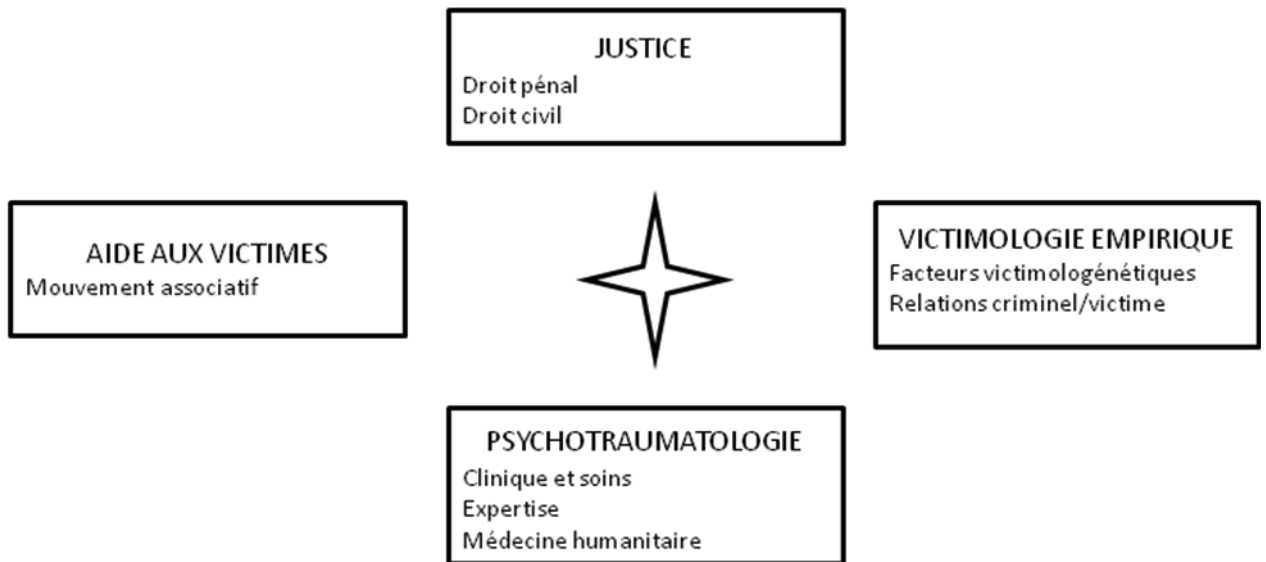 JUSTICE
Droit pénal
Droit civil
AIDE AUX VICTIMES
Mouvement associatif
VICTIMOLOGIE EMPIRIQUE
Facteurs victimologénétiques
Relations criminel/victime
PSYCHOTRAUMATOLOGIE
Clinique et soins
Expertise
Médecine humanitaire